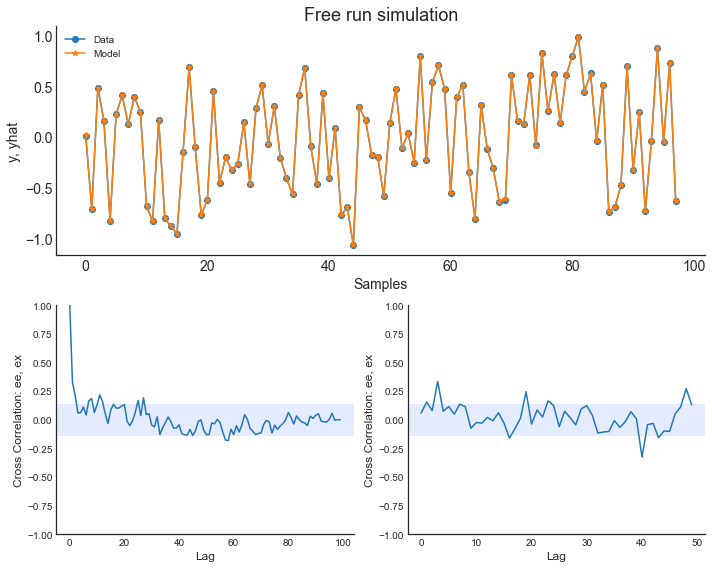 Free run simulation
Data
Model
y, yhat
1.0
0.5
0.0
−0.5
−1.0
0 20 40 60 80 100
Samples
Cross Correlation: ee, ex
1.00
0.75
0.50
0.25
0.00
−0.25
−0.50
−0.75
−1.00
0 20 40 60 80 100
Lag
Cross Correlation: ee, ex
1.00
0.75
0.50
0.25
0.00
−0.25
−0.50
−0.75
−1.00
0 10 20 30 40 50
Lag